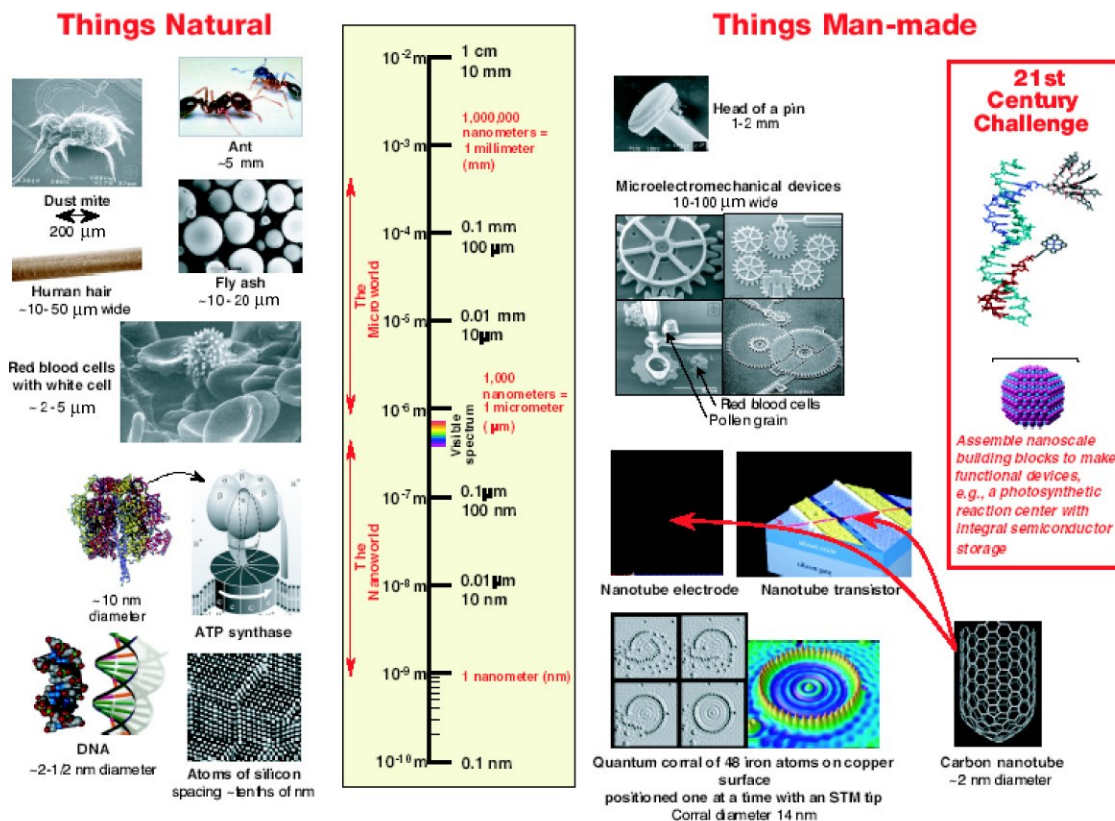 Things Natural
Ant
~5 mm
Dust mite
200 μm
Fly ash
~10-20 μm
Human hair
~10-50 μm wide
Red blood cells
with white cell
~2-5 μm
~10 nm
diameter
ATP synthase
DNA
~2-1/2 nm diameter
Atoms of silicon
spacing ~tenths of nm
10⁻² m
1 cm
10 mm
1,000,000
nanometers =
1 millimeter
(mm)
10⁻³ m
The
Microworld
10⁻⁴ m
0.1 mm
100 μm
10⁻⁵ m
0.01 mm
10μm
1,000
nanometers =
1 micrometer
(μm)
10⁻⁶ m
Visible
spectrum
The
Nanoworld
10⁻⁷ m
0.1μm
100 nm
10⁻⁸ m
0.01μm
10 nm
10⁻⁹ m
1 nanometer (nm)
10⁻¹⁰ m
0.1 nm
Things Man-made
Head of a pin
1-2 mm
Microelectromechanical devices
10-100 μm wide
Red blood cells
Pollen grain
Nanotube electrode
Nanotube transistor
Quantum corral of 48 iron atoms on copper
surface
positioned one at a time with an STM tip
Corral diameter 14 nm
Carbon nanotube
~2 nm diameter
21st
Century
Challenge
Assemble nanoscale
building blocks to make
functional devices,
e.g., a photosynthetic
reaction center with
integral semiconductor
storage